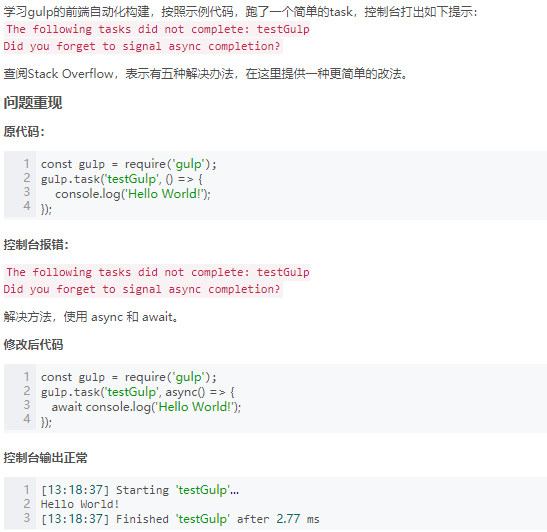 学习gulp的前端自动化构建，按照示例代码，跑了一个简单的task，控制台打出如下提示：
The following tasks did not complete: testGulp
Did you forget to signal async completion?
查阅Stack Overflow，表示有五种解决办法，在这里提供一种更简单的改法。
问题重现
原代码：
1 const gulp = require('gulp');
2 gulp.task('testGulp', () => {
3 console.log('Hello World!');
4 });
控制台报错：
The following tasks did not complete: testGulp
Did you forget to signal async completion?
解决方法，使用 async 和 await。
修改后代码
1 const gulp = require('gulp');
2 gulp.task('testGulp', async() => {
3 await console.log('Hello World!');
4 });
控制台输出正常
1 [13:18:37] Starting 'testGulp'...
2 Hello World!
3 [13:18:37] Finished 'testGulp' after 2.77 ms